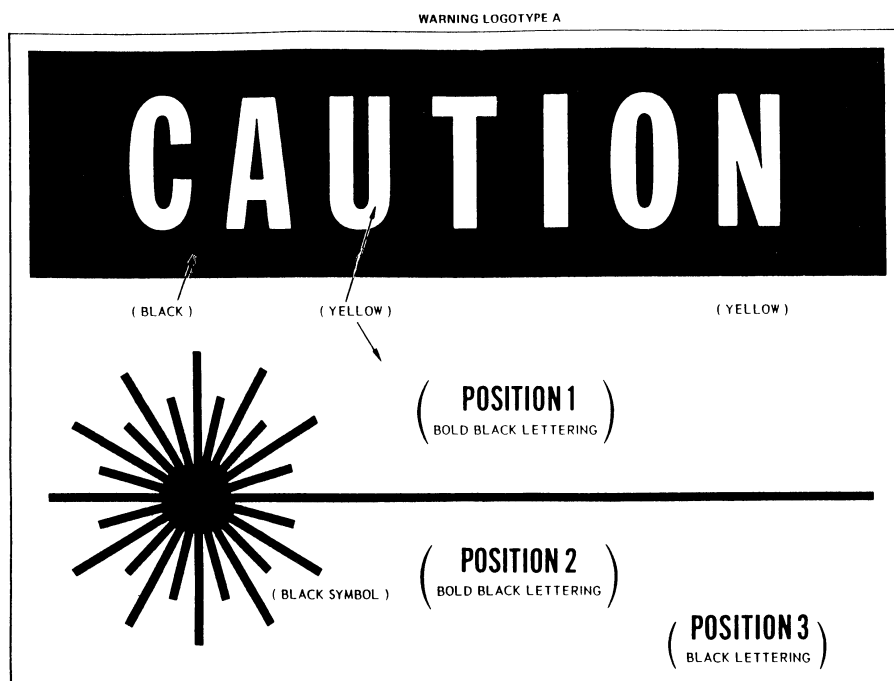 WARNING LOGOTYPE A
CAUTION
( BLACK )
( YELLOW )
( YELLOW )
( POSITION 1
BOLD BLACK LETTERING )
( POSITION 2
BOLD BLACK LETTERING )
( BLACK SYMBOL )
( POSITION 3
BLACK LETTERING )